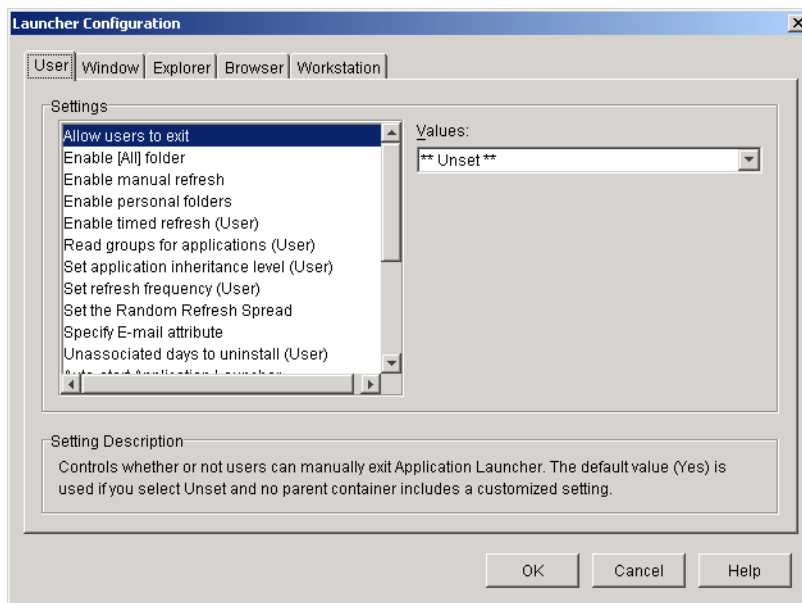 Launcher Configuration
User Window Explorer Browser Workstation
Settings
Allow users to exit
Enable [All] folder
Enable manual refresh
Enable personal folders
Enable timed refresh (User)
Read groups for applications (User)
Set application inheritance level (User)
Set refresh frequency (User)
Set the Random Refresh Spread
Specify E-mail attribute
Unassociated days to uninstall (User)
Auto-start Application Launcher
Values:
** Unset **
Setting Description
Controls whether or not users can manually exit Application Launcher. The default value (Yes) is
used if you select Unset and no parent container includes a customized setting.
OK Cancel Help